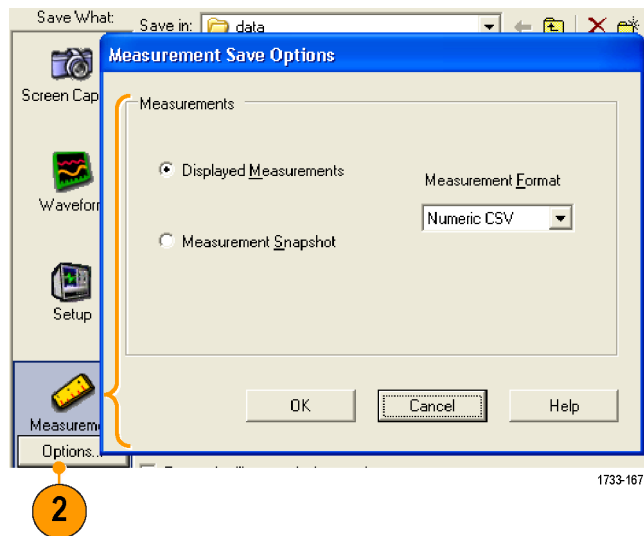 Save What:
Save in: data
Measurement Save Options
Screen Cap
Measurements
Displayed Measurements
Measurement Format
Wavefor
Numeric CSV
Measurement Snapshot
Setup
OK
Cancel
Help
Measurem
Options...
1733-167
2